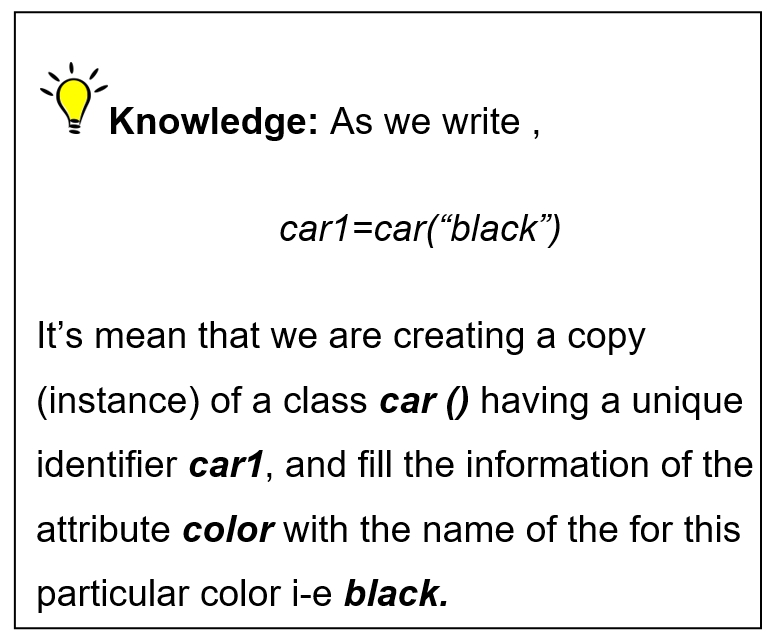 Knowledge: As we write ,
car1=car(“black”)
It’s mean that we are creating a copy
(instance) of a class car () having a unique
identifier car1, and fill the information of the
attribute color with the name of the for this
particular color i-e black.